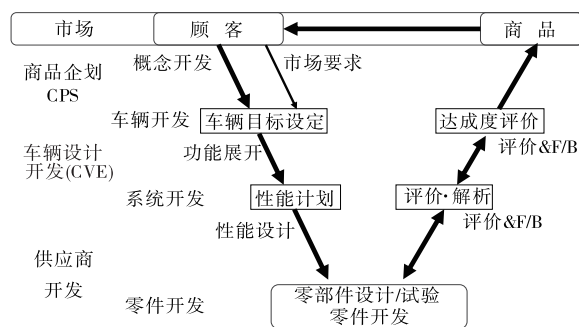 市场
顾 客
商 品
商品企划
CPS
概念开发
市场要求
车辆开发
车辆目标设定
达成度评价
车辆设计
开发(CVE)
功能展开
评价&F/B
系统开发
性能计划
评价·解析
性能设计
评价&F/B
供应商
开发
零件开发
零部件设计/试验
零件开发